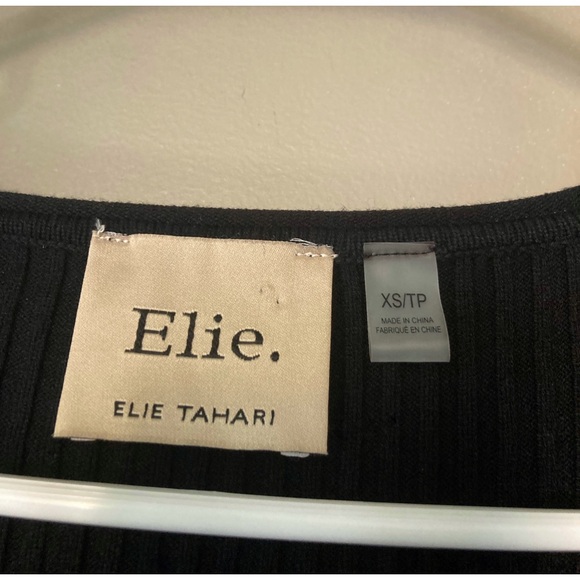 Elie.
ELIE TAHARI
XS/TP
MADE IN CHINA
FABRIQUÉ EN CHINE